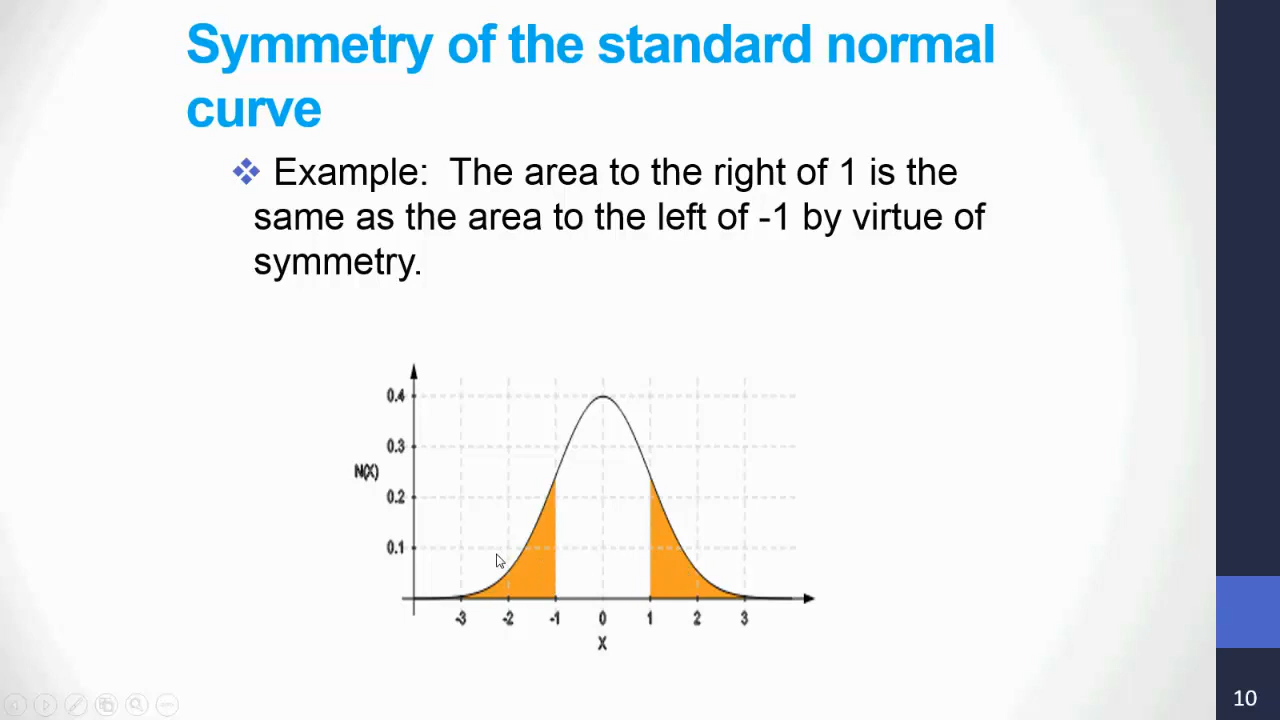 Symmetry of the standard normal
curve
Example: The area to the right of 1 is the
same as the area to the left of -1 by virtue of
symmetry.
0.4
0.3
N(X)
0.2
0.1
-3 -2 -1 0 1 2 3
X
10